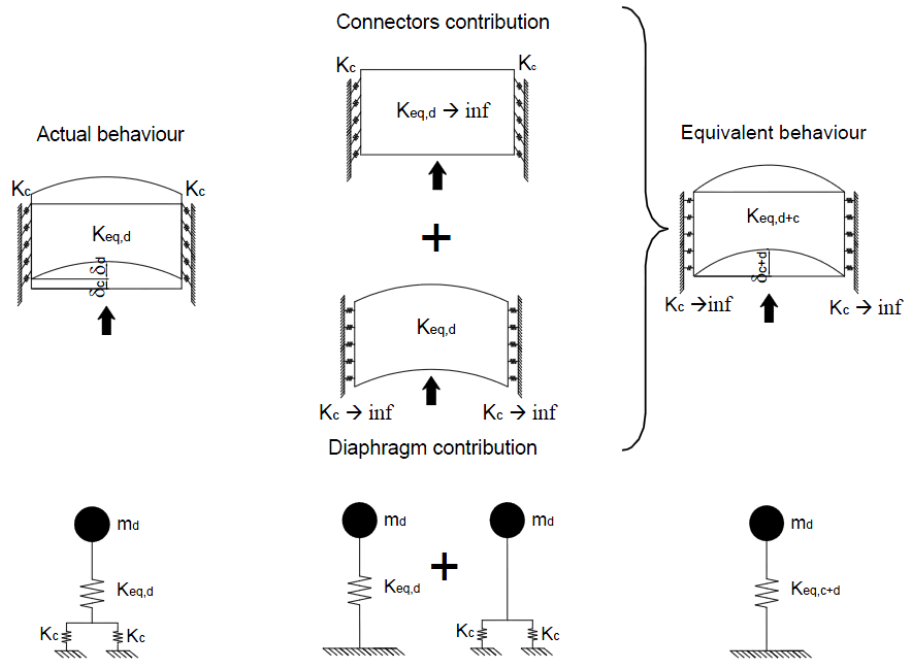 Connectors contribution
Kc Kc
Keq,d → inf
Actual behaviour
Equivalent behaviour
Kc Kc
Keq,d
δc δd
+
Keq,d+c
δc+d
Kc → inf Kc → inf
Keq,d
Kc → inf Kc → inf
Diaphragm contribution
md
Keq,d
Kc Kc
md
Keq,d
+
md
Kc Kc
md
Keq,c+d